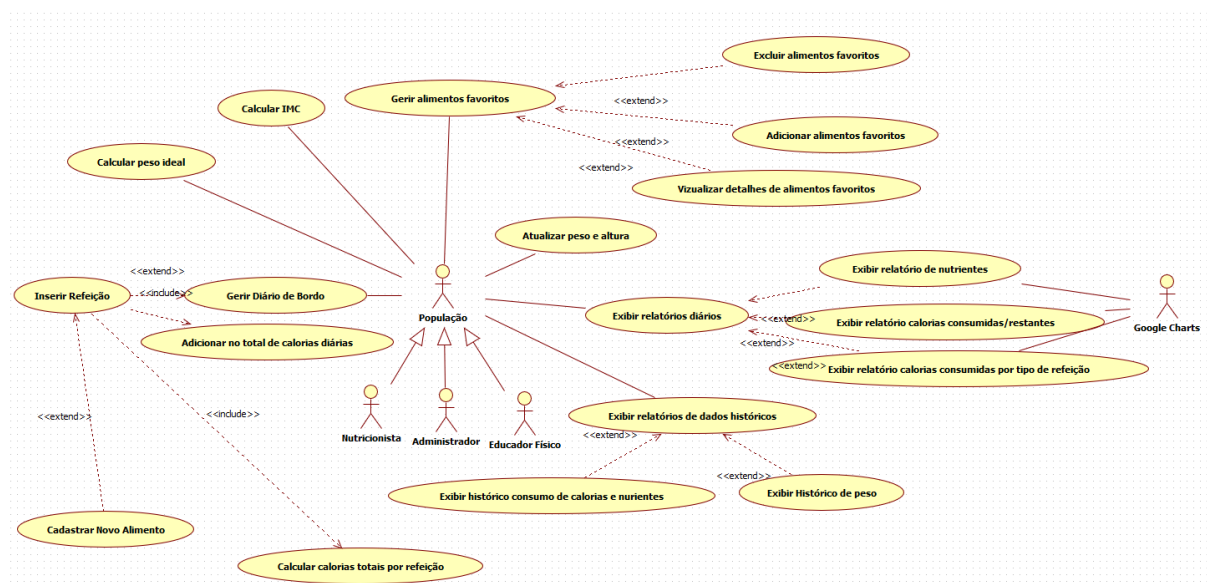 Excluir alimentos favoritos
Gerir alimentos favoritos
<<extend>>
Calcular IMC
Adicionar alimentos favoritos
<<extend>>
Calcular peso ideal
<<extend>>
Vizualizar detalhes de alimentos favoritos
Atualizar peso e altura
<<extend>>
Exibir relatório de nutrientes
Inserir Refeição
<<include>>
Gerir Diário de Bordo
População
Exibir relatórios diários
<<extend>>
Exibir relatório calorias consumidas/restantes
Google Charts
Adicionar no total de calorias diárias
<<extend>>
<<extend>>
Exibir relatório calorias consumidas por tipo de refeição
Nutricionista
Administrador
Educador Físico
<<extend>>
<<include>>
Exibir relatórios de dados históricos
<<extend>>
<<extend>>
Exibir histórico consumo de calorias e nurientes
Exibir Histórico de peso
Cadastrar Novo Alimento
Calcular calorias totais por refeição